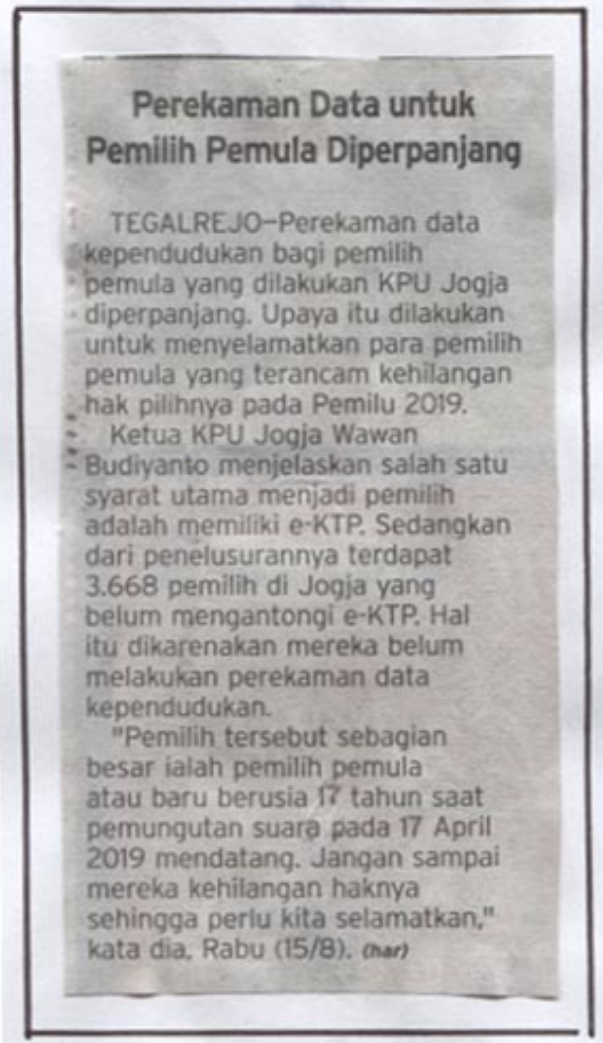 Perekaman Data untuk
Pemilih Pemula Diperpanjang
TEGALREJO—Perekaman data
kependudukan bagi pemilih
pemula yang dilakukan KPU Jogja
diperpanjang. Upaya itu dilakukan
untuk menyelamatkan para pemilih
pemula yang terancam kehilangan
hak pilihnya pada Pemilu 2019.
Ketua KPU Jogja Wawan
Budiyanto menjelaskan salah satu
syarat utama menjadi pemilih
adalah memiliki e-KTP. Sedangkan
dari penelusurannya terdapat
3.668 pemilih di Jogja yang
belum mengantongi e-KTP. Hal
itu dikarenakan mereka belum
melakukan perekaman data
kependudukan.
"Pemilih tersebut sebagian
besar ialah pemilih pemula
atau baru berusia 17 tahun saat
pemungutan suara pada 17 April
2019 mendatang. Jangan sampai
mereka kehilangan haknya
sehingga perlu kita selamatkan,"
kata dia, Rabu (15/8). (har)